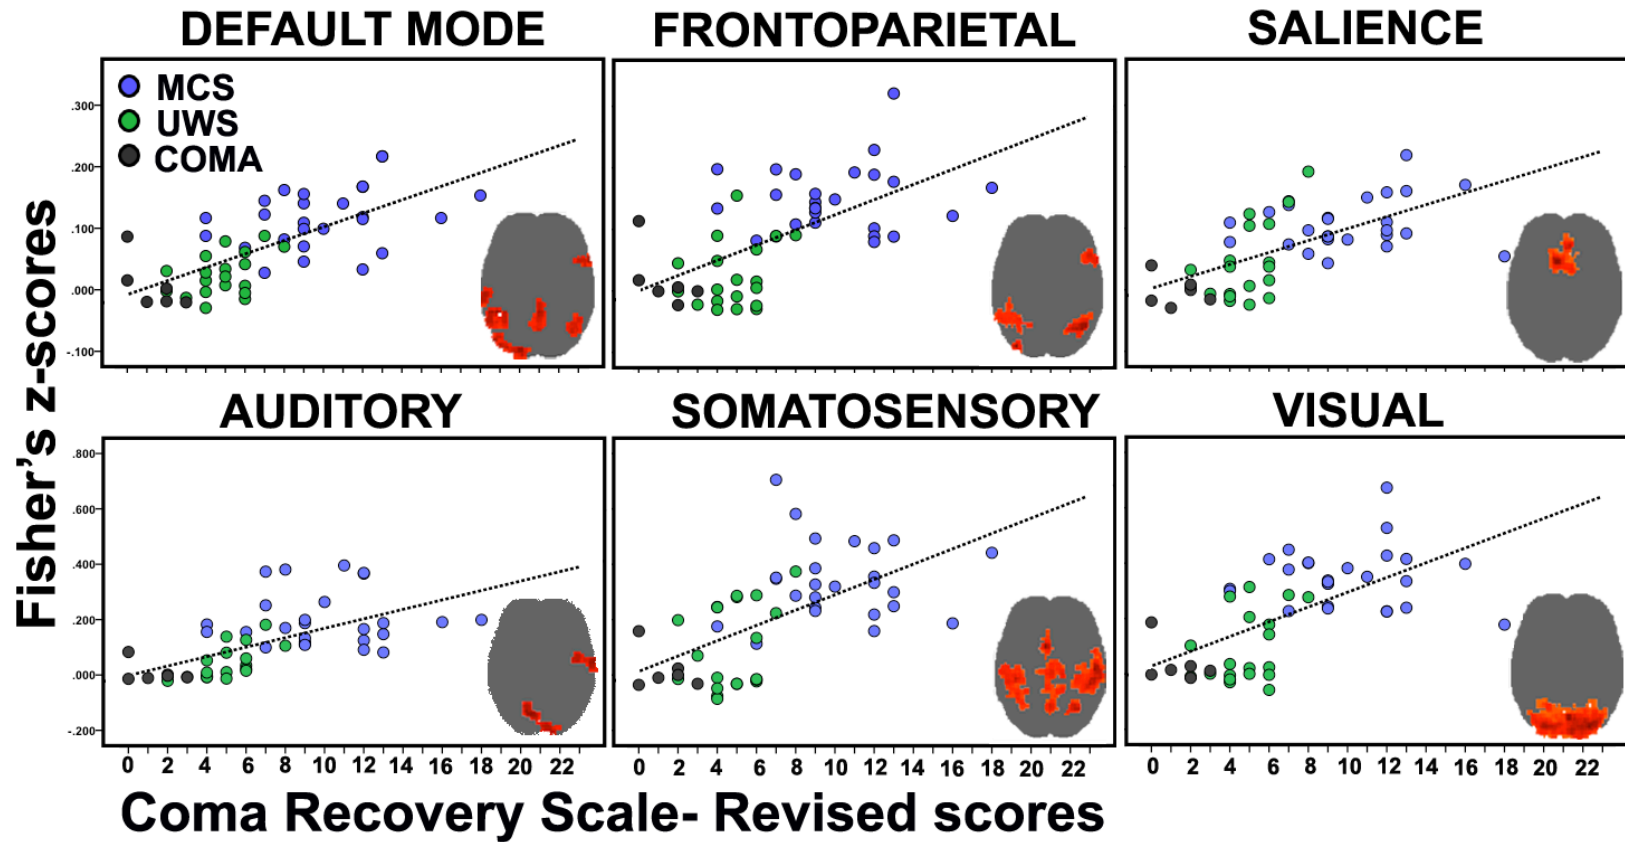 DEFAULT MODE
FRONTOPARIETAL
SALIENCE
MCS
UWS
COMA
.300
.200
.100
.000
-.100
Fisher's z-scores
AUDITORY
SOMATOSENSORY
VISUAL
.800
.600
.400
.200
.000
-.200
0 2 4 6 8 10 12 14 16 18 20 22
0 2 4 6 8 10 12 14 16 18 20 22
0 2 4 6 8 10 12 14 16 18 20 22
Coma Recovery Scale- Revised scores